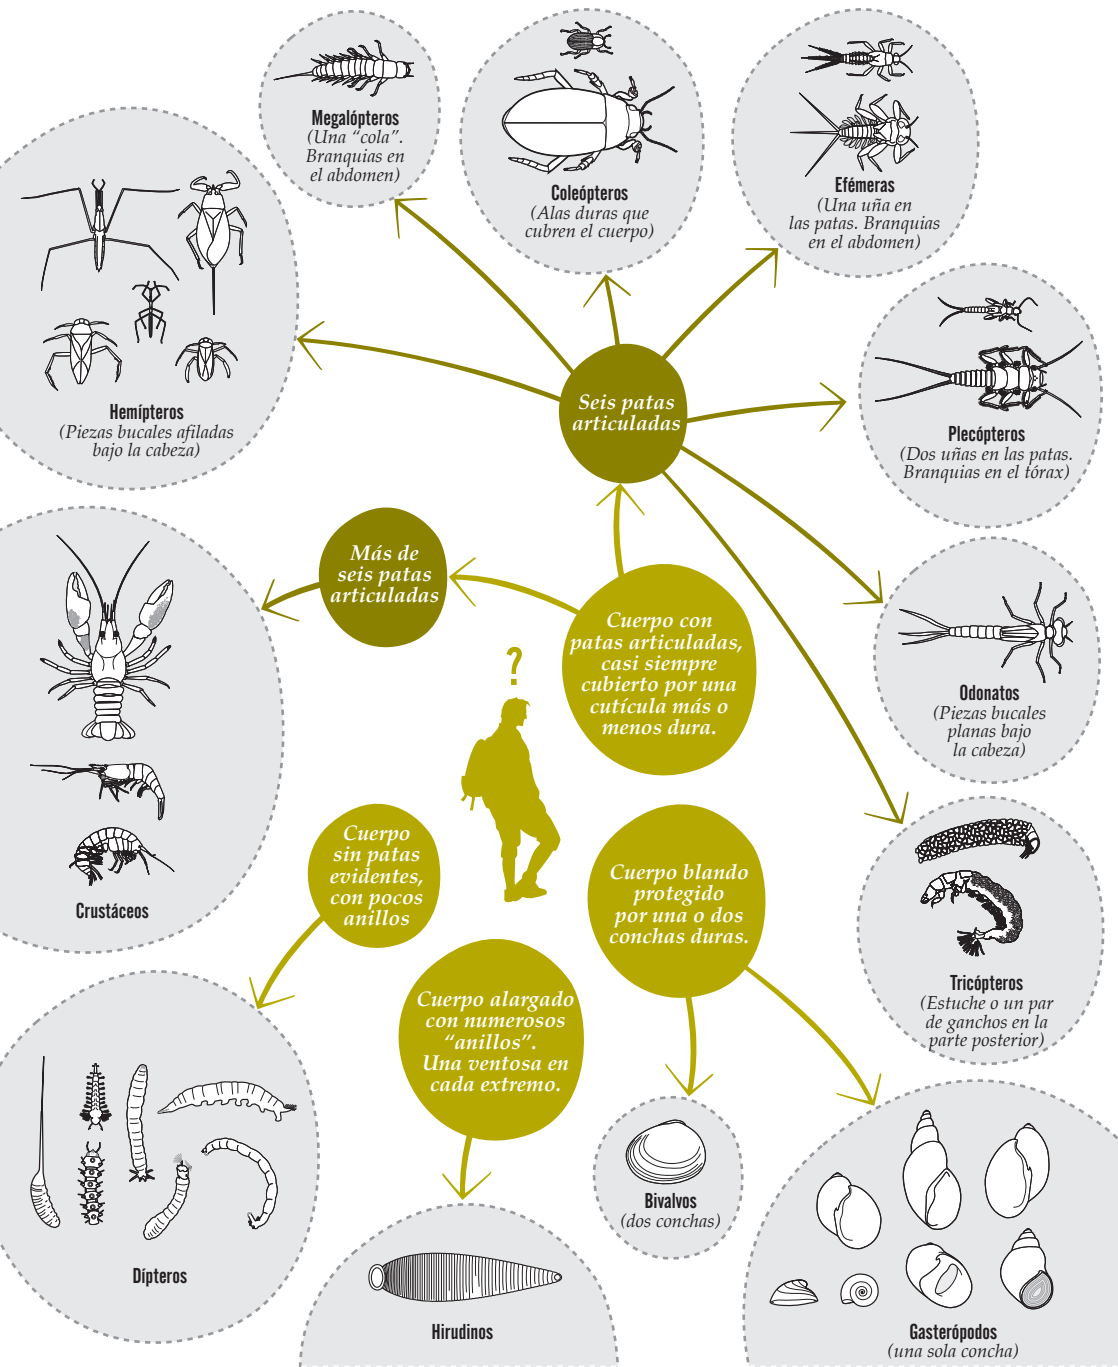 Megalópteros
(Una “cola”.
Branquias en
el abdomen)
Coleópteros
(Alas duras que
cubren el cuerpo)
Efémeras
(Una uña en
las patas. Branquias
en el abdomen)
Hemípteros
(Piezas bucales afiladas
bajo la cabeza)
Seis patas
articuladas
Plecópteros
(Dos uñas en las patas.
Branquias en el tórax)
Más de
seis patas
articuladas
Cuerpo con
patas articuladas,
casi siempre
cubierto por una
cutícula más o
menos dura.
Odonatos
(Piezas bucales
planas bajo
la cabeza)
?
Crustáceos
Cuerpo
sin patas
evidentes,
con pocos
anillos
Cuerpo blando
protegido
por una o dos
conchas duras.
Tricópteros
(Estuche o un par
de ganchos en la
parte posterior)
Cuerpo alargado
con numerosos
“anillos”.
Una ventosa en
cada extremo.
Dípteros
Bivalvos
(dos conchas)
Hirudinos
Gasterópodos
(una sola concha)